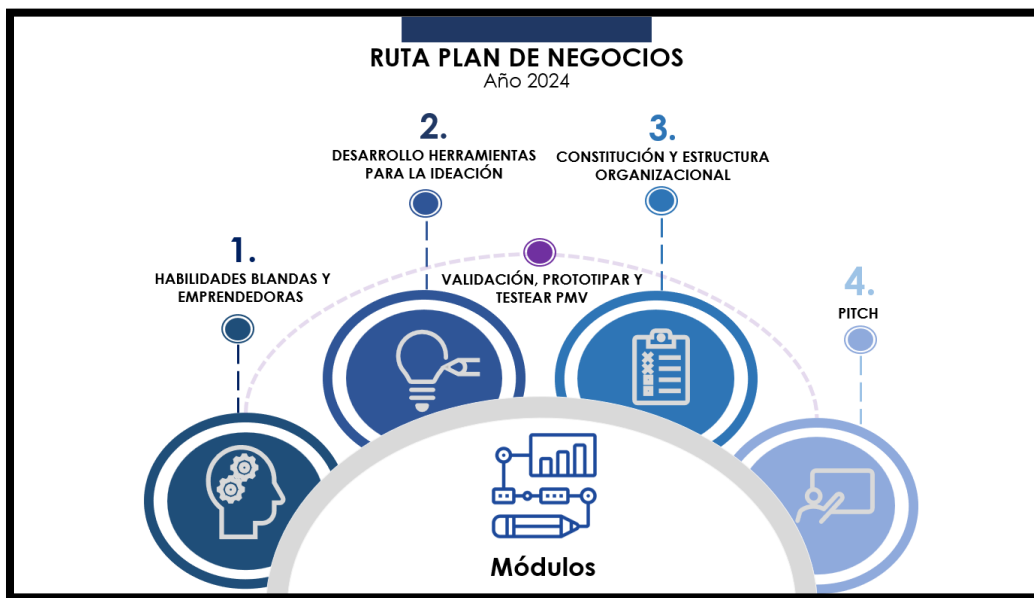 RUTA PLAN DE NEGOCIOS
Año 2024
1.
HABILIDADES BLANDAS Y
EMPRENDEDORAS
2.
DESARROLLO HERRAMIENTAS
PARA LA IDEACIÓN
VALIDACIÓN, PROTOTIPAR Y
TESTEAR PMV
3.
CONSTITUCIÓN Y ESTRUCTURA
ORGANIZACIONAL
4.
PITCH
Módulos